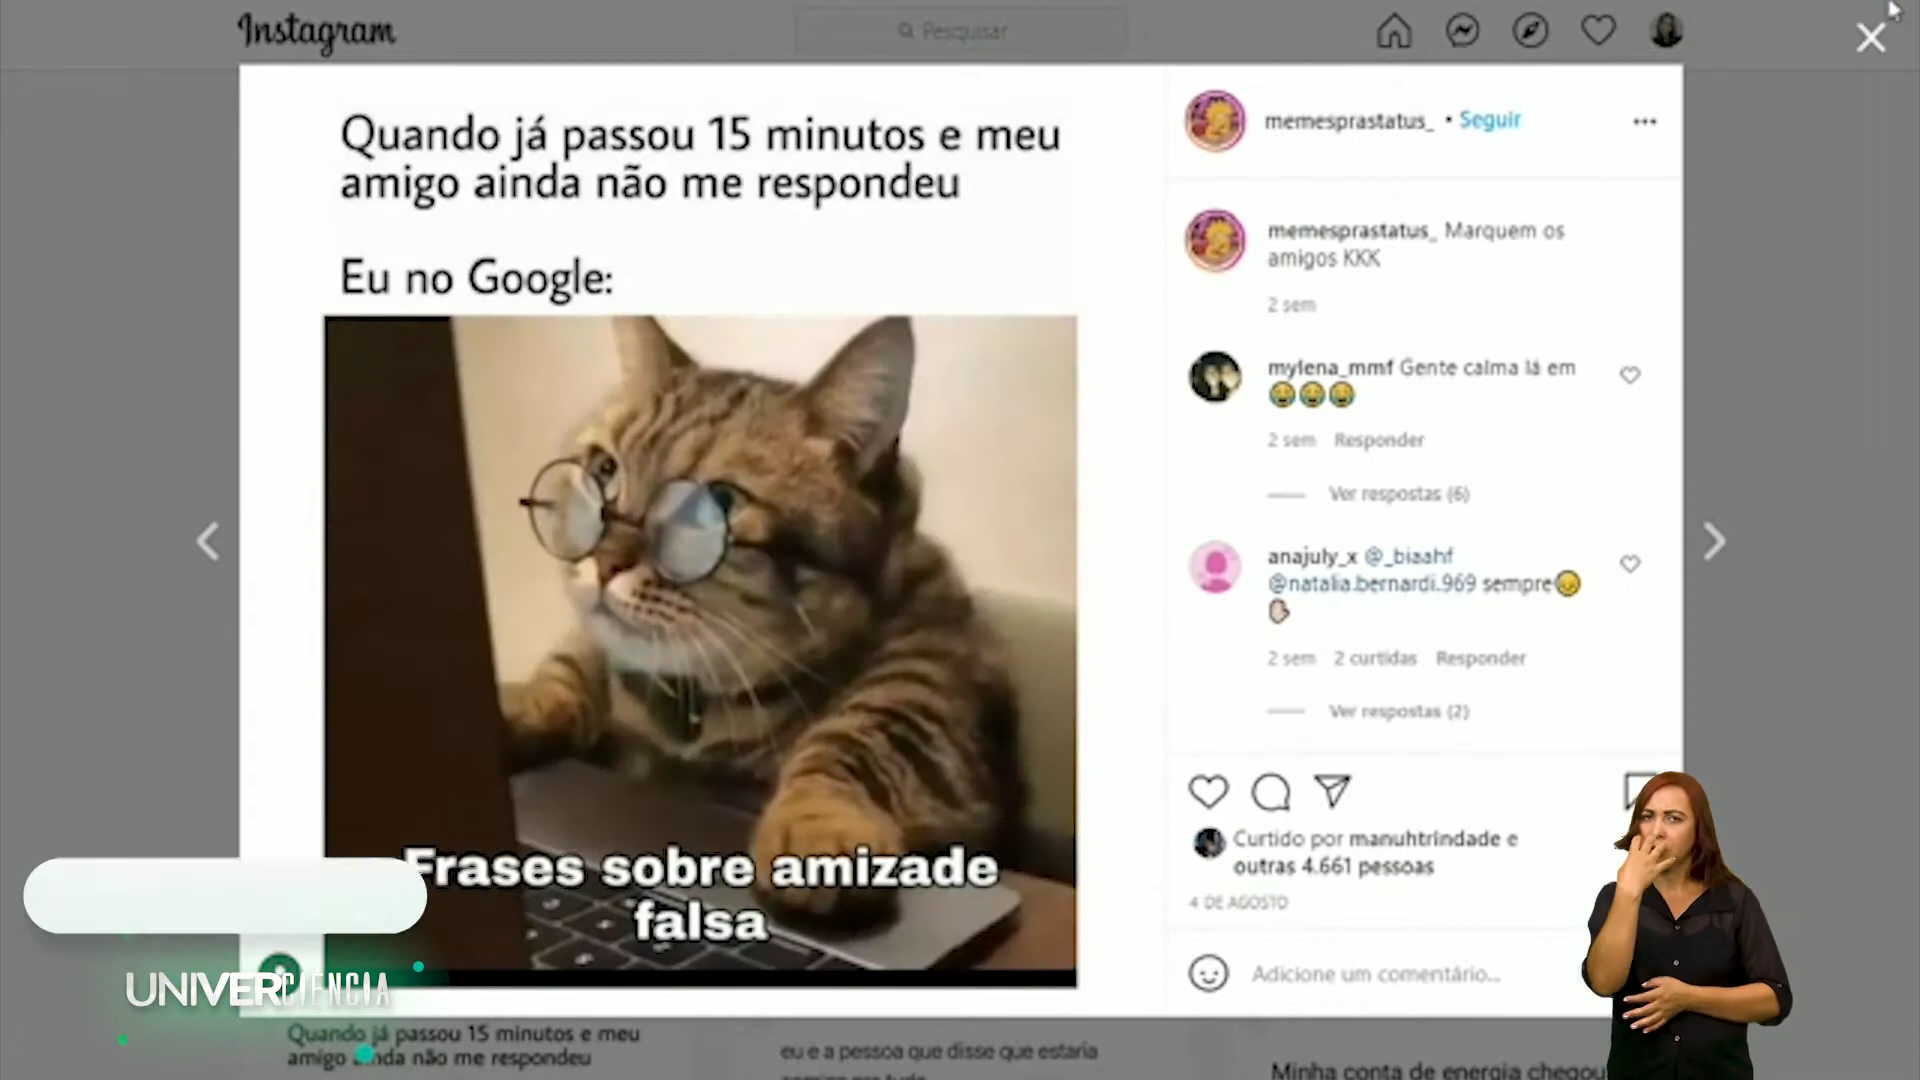 Instagram
Pesquisar
Quando já passou 15 minutos e meu
amigo ainda não me respondeu
Eu no Google:
Frases sobre amizade
falsa
memesprastatus_ • Seguir
memesprastatus_ Marquem os
amigos KKK
2 sem
mylena_mmf Gente calma lá em
😭😭😭
2 sem Responder
Ver respostas (6)
anajuly_x @_biaahf
@natalia.bernardi.969 sempre
2 sem 2 curtidas Responder
Ver respostas (2)
Curtido por manuhtrindade e
outras 4.661 pessoas
4 DE AGOSTO
Adicione um comentário...
UNIVERCIENCIA
Quando já passou 15 minutos e meu
amigo ainda não me respondeu
eu e a pessoa que disse que estaria
Minha conta de energia chegou